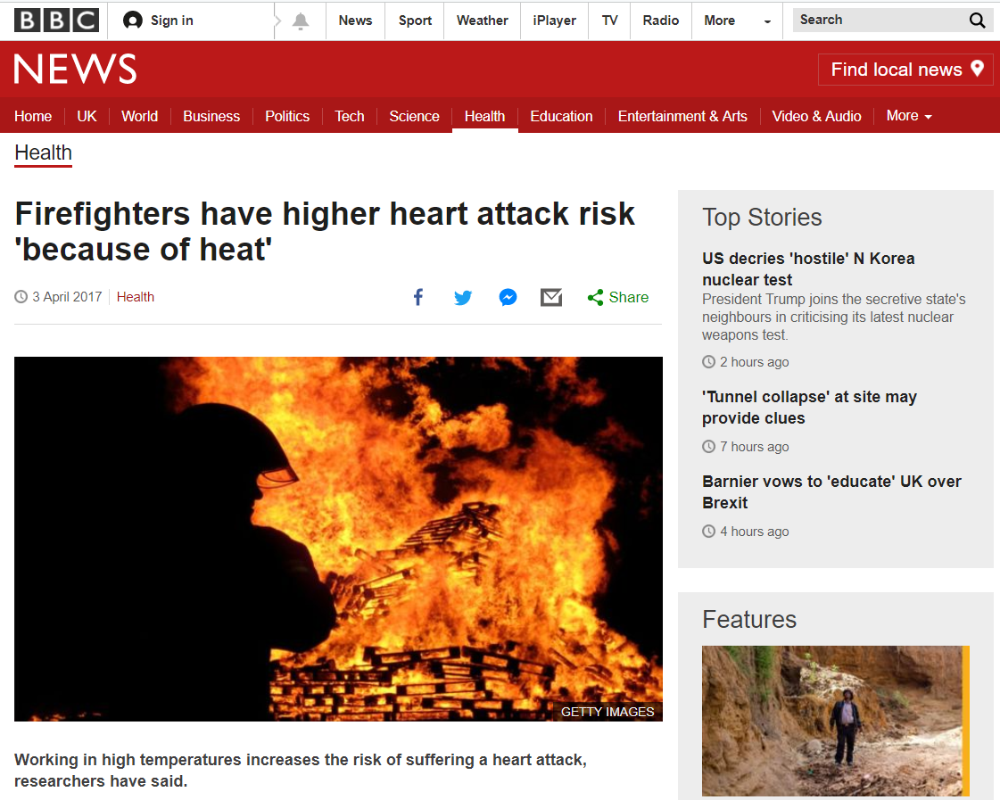 BBC Sign in News Sport Weather iPlayer TV Radio More Search
NEWS
Find local news
Home UK World Business Politics Tech Science Health Education Entertainment & Arts Video & Audio More
Health
Firefighters have higher heart attack risk
'because of heat'
3 April 2017 Health
Share
GETTY IMAGES
Working in high temperatures increases the risk of suffering a heart attack,
researchers have said.
Top Stories
US decries 'hostile' N Korea
nuclear test
President Trump joins the secretive state's
neighbours in criticising its latest nuclear
weapons test.
2 hours ago
'Tunnel collapse' at site may
provide clues
7 hours ago
Barnier vows to 'educate' UK over
Brexit
4 hours ago
Features